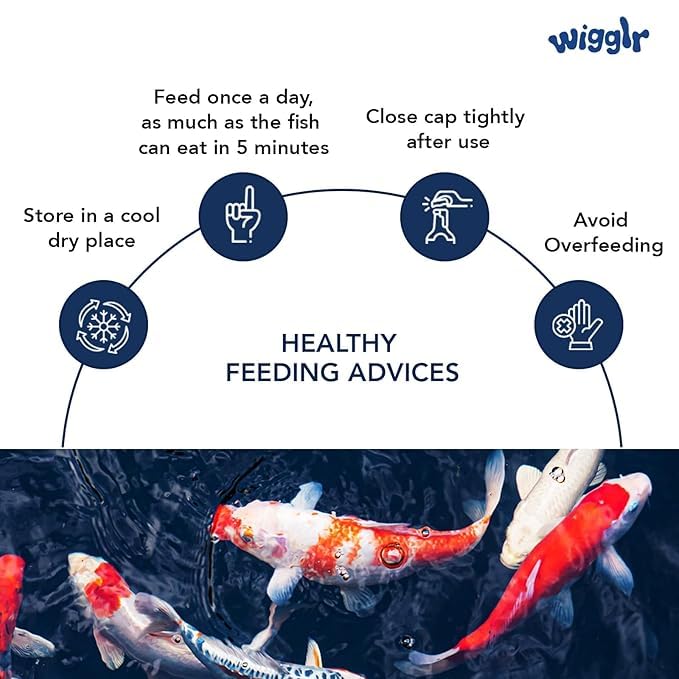 wigglr
Feed once a day,
as much as the fish
can eat in 5 minutes
Close cap tightly
after use
Store in a cool
dry place
Avoid
Overfeeding
HEALTHY
FEEDING ADVICES